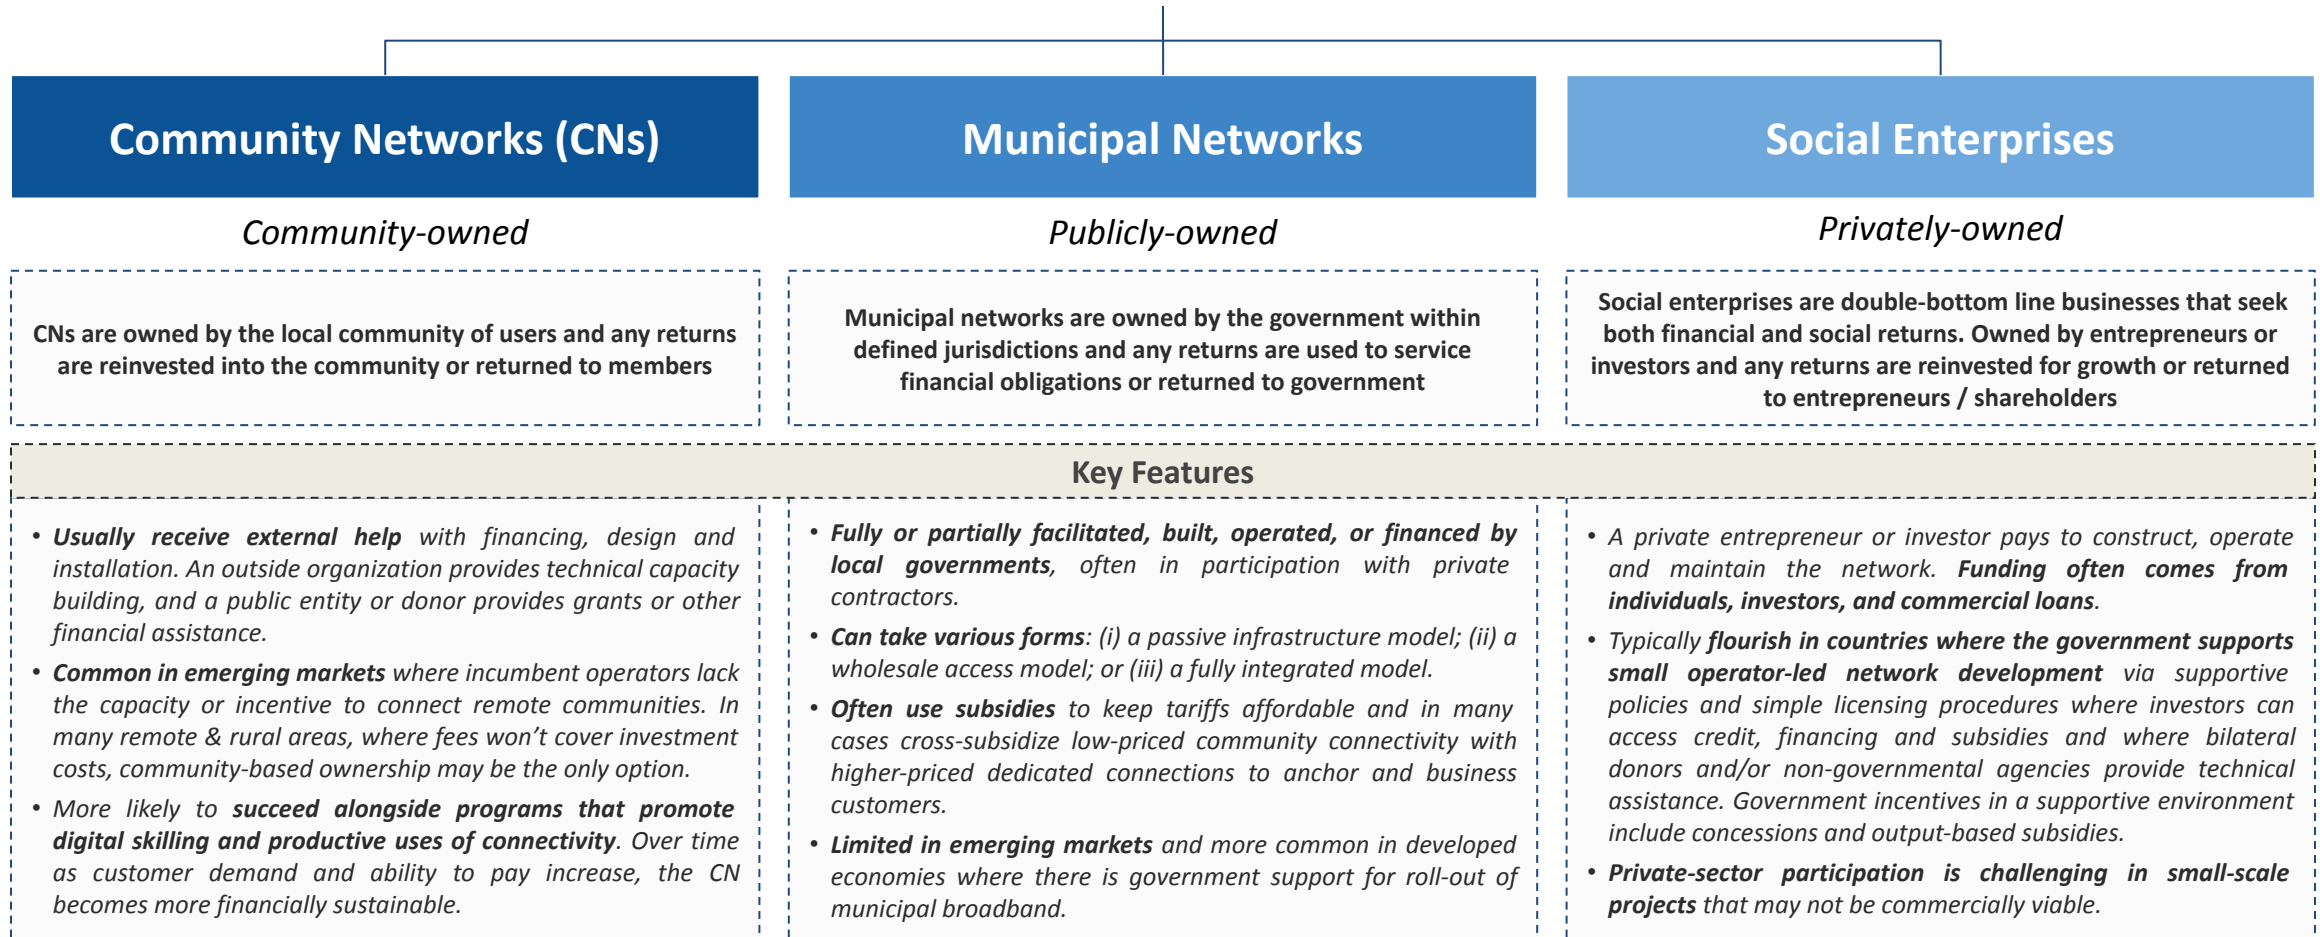 Community Networks (CNs)
Community-owned
CNs are owned by the local community of users and any returns
are reinvested into the community or returned to members
Municipal Networks
Publicly-owned
Municipal networks are owned by the government within
defined jurisdictions and any returns are used to service
financial obligations or returned to government
Social Enterprises
Privately-owned
Social enterprises are double-bottom line businesses that seek
both financial and social returns. Owned by entrepreneurs or
investors and any returns are reinvested for growth or returned
to entrepreneurs / shareholders
Key Features
• Usually receive external help with financing, design and
installation. An outside organization provides technical capacity
building, and a public entity or donor provides grants or other
financial assistance.
• Common in emerging markets where incumbent operators lack
the capacity or incentive to connect remote communities. In
many remote & rural areas, where fees won’t cover investment
costs, community-based ownership may be the only option.
• More likely to succeed alongside programs that promote
digital skilling and productive uses of connectivity. Over time
as customer demand and ability to pay increase, the CN
becomes more financially sustainable.
• Fully or partially facilitated, built, operated, or financed by
local governments, often in participation with private
contractors.
• Can take various forms: (i) a passive infrastructure model; (ii) a
wholesale access model; or (iii) a fully integrated model.
• Often use subsidies to keep tariffs affordable and in many
cases cross-subsidize low-priced community connectivity with
higher-priced dedicated connections to anchor and business
customers.
• Limited in emerging markets and more common in developed
economies where there is government support for roll-out of
municipal broadband.
• A private entrepreneur or investor pays to construct, operate
and maintain the network. Funding often comes from
individuals, investors, and commercial loans.
• Typically flourish in countries where the government supports
small operator-led network development via supportive
policies and simple licensing procedures where investors can
access credit, financing and subsidies and where bilateral
donors and/or non-governmental agencies provide technical
assistance. Government incentives in a supportive environment
include concessions and output-based subsidies.
• Private-sector participation is challenging in small-scale
projects that may not be commercially viable.